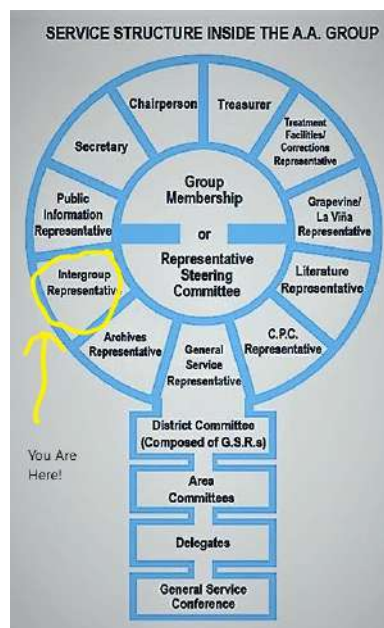 SERVICE STRUCTURE INSIDE THE A.A. GROUP
Chairperson
Treasurer
Secretary
Treatment
Facilities/
Corrections
Representative
Public
Information
Representative
Group
Membership
or
Representative
Steering
Committee
Grapevine/
La Viña
Representative
Intergroup
Representativ
Literature
Representative
Archives
Representative
General
Service
Representative
C.P.C.
Representative
District Committee
(Composed of G.S.R.s)
You Are
Here!
Area
Committees
Delegates
General Service
Conference